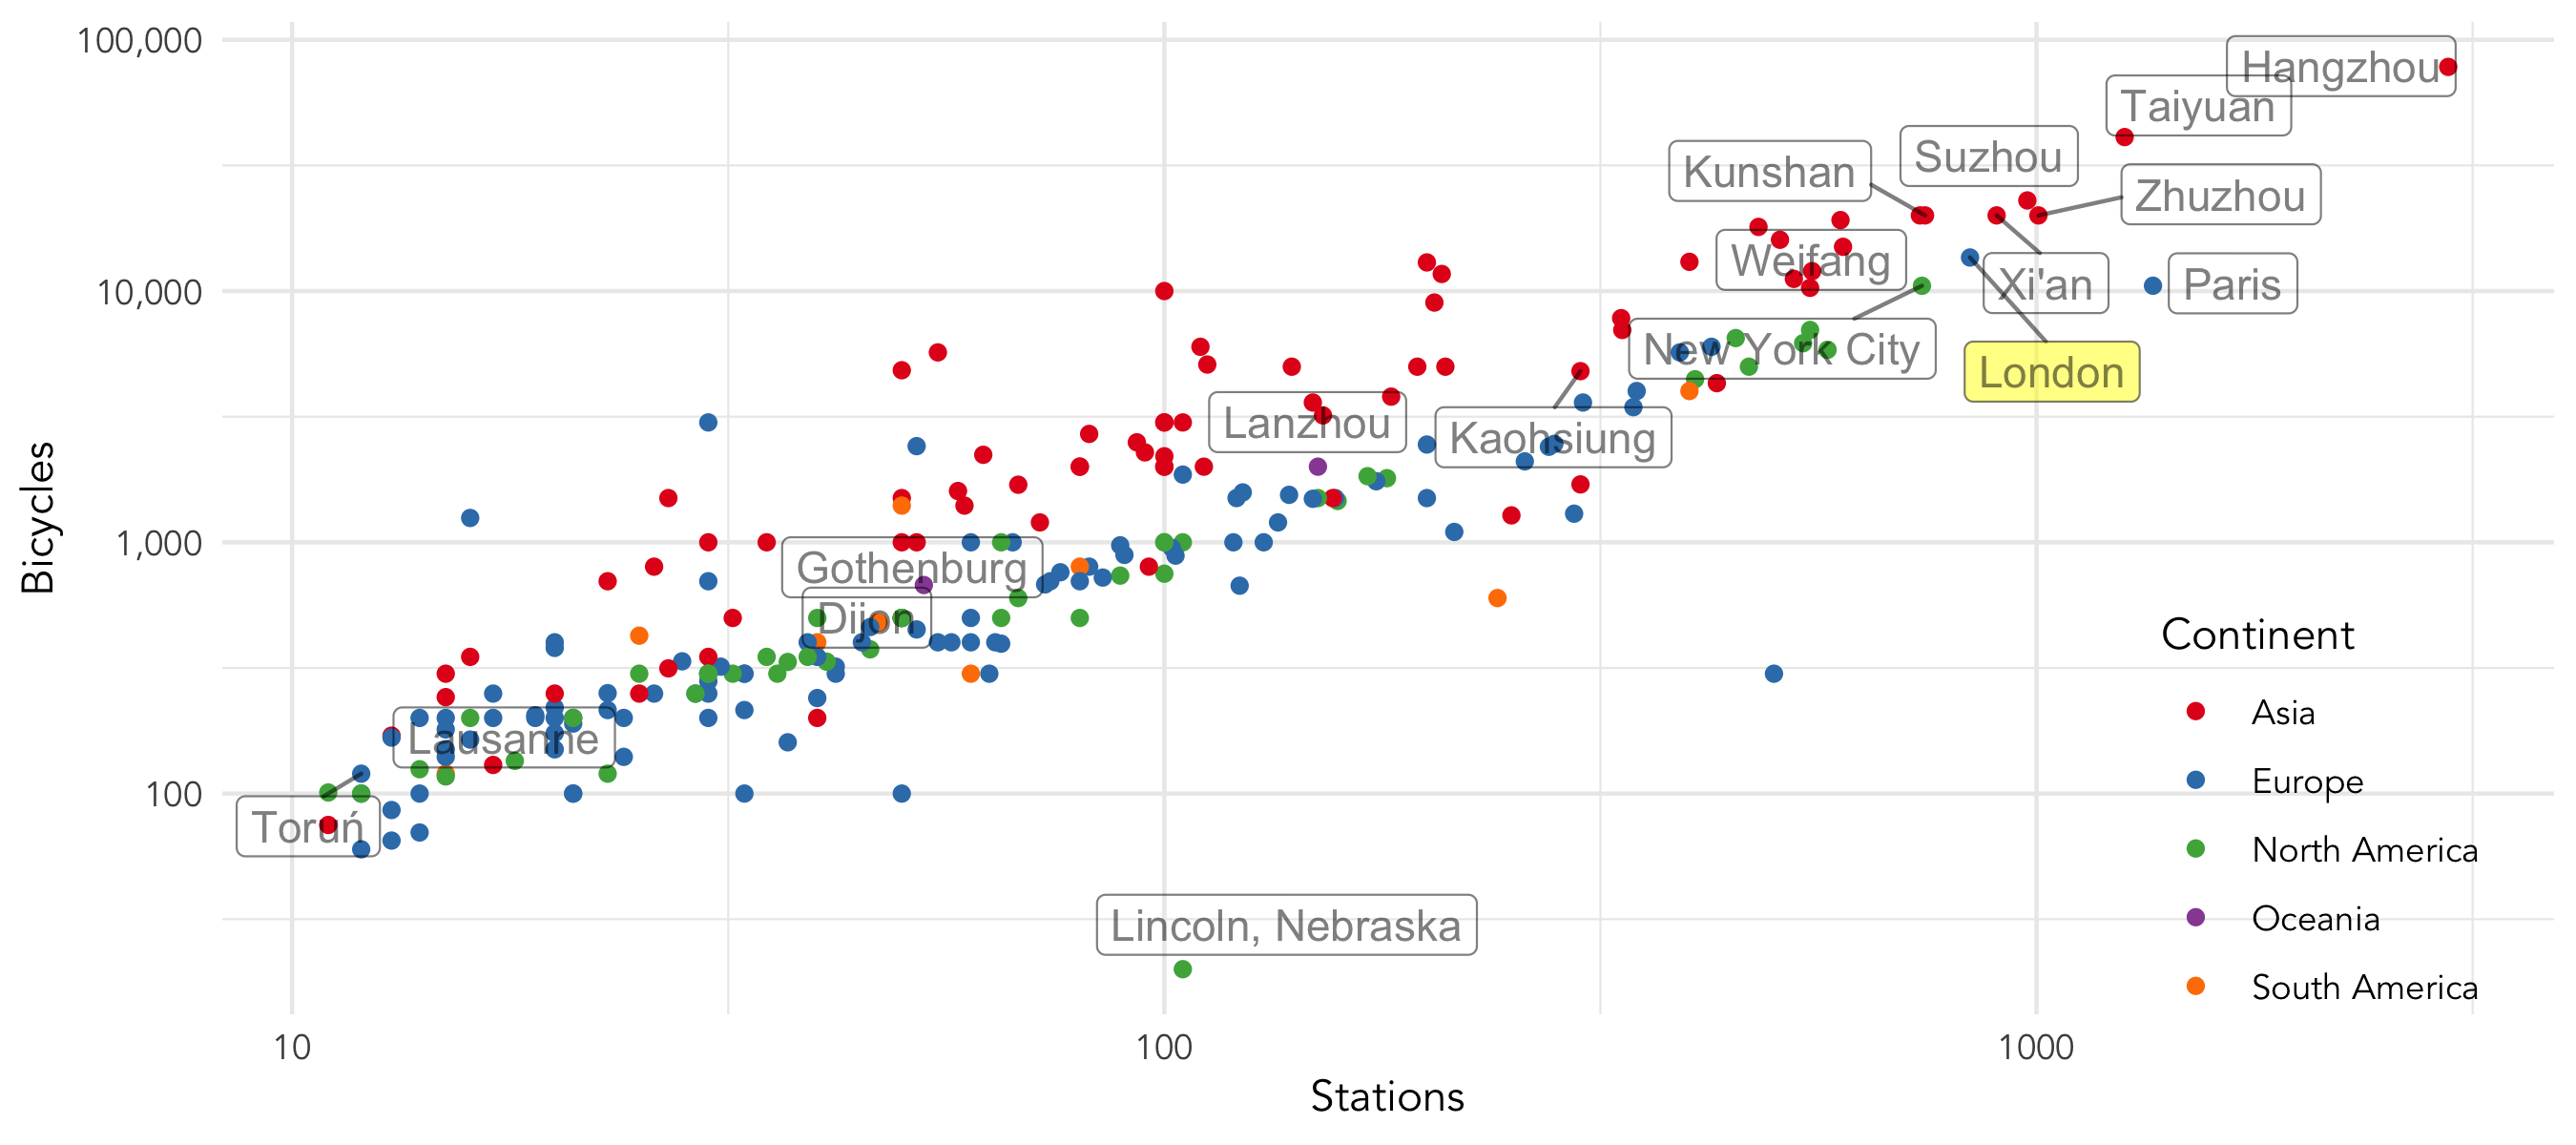 100,000
10,000
1,000
100
Bicycles
10
100
1000
Stations
Hangzhou
Taiyuan
Suzhou
Kunshan
Zhuzhou
Weifang
Xi'an
Paris
New York City
London
Lanzhou
Kaohsiung
Gothenburg
Dijon
Lausanne
Toruń
Lincoln, Nebraska
Continent
Asia
Europe
North America
Oceania
South America